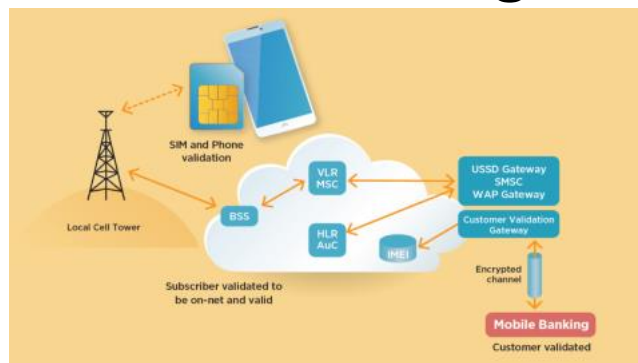 SIM and Phone
validation
Local Cell Tower
BSS
VLR
MSC
HLR
AuC
IMEI
Subscriber validated to
be on-net and valid
USSD Gateway
SMSC
WAP Gateway
Customer Validation
Gateway
Encrypted
channel
Mobile Banking
Customer validated